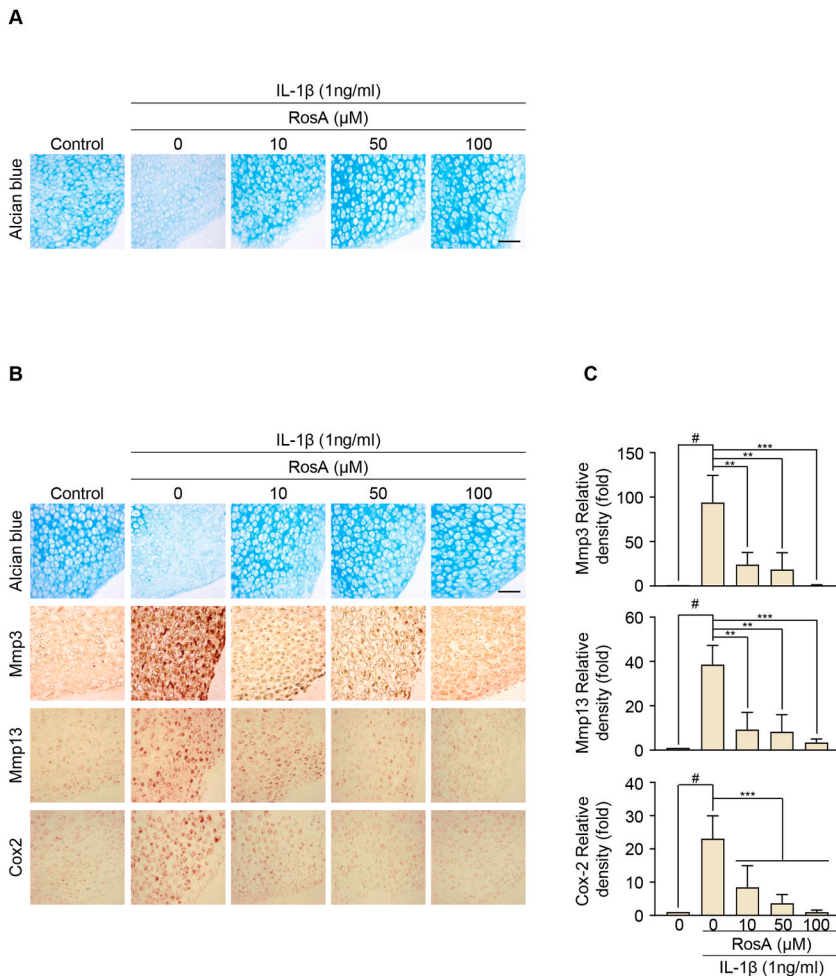 A
IL-1β (1ng/ml)
RosA (μM)
Control 0 10 50 100
Alcian blue
B
IL-1β (1ng/ml)
RosA (μM)
Control 0 10 50 100
Alcian blue
Mmp3
Mmp13
Cox2
C
Mmp3 Relative
density (fold)
150
100
50
0
#
***
**
**
Mmp13 Relative
density (fold)
60
40
20
0
#
***
**
**
Cox-2 Relative
density (fold)
40
30
20
10
0
#
***
0 0 10 50 100
RosA (μM)
IL-1β (1ng/ml)